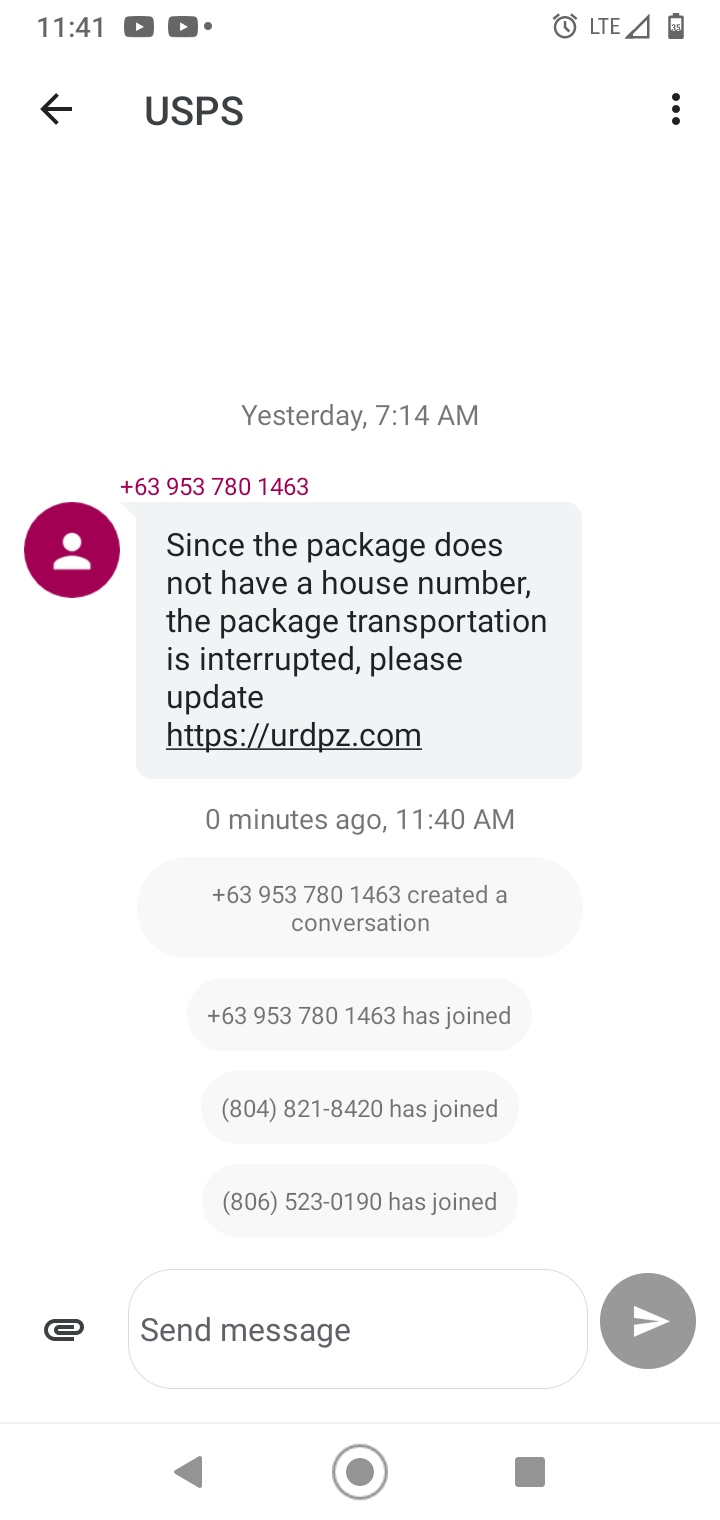 11:41
LTE
35
USPS
Yesterday, 7:14 AM
+63 953 780 1463
Since the package does
not have a house number,
the package transportation
is interrupted, please
update
https://urdpz.com
0 minutes ago, 11:40 AM
+63 953 780 1463 created a
conversation
+63 953 780 1463 has joined
(804) 821-8420 has joined
(806) 523-0190 has joined
Send message